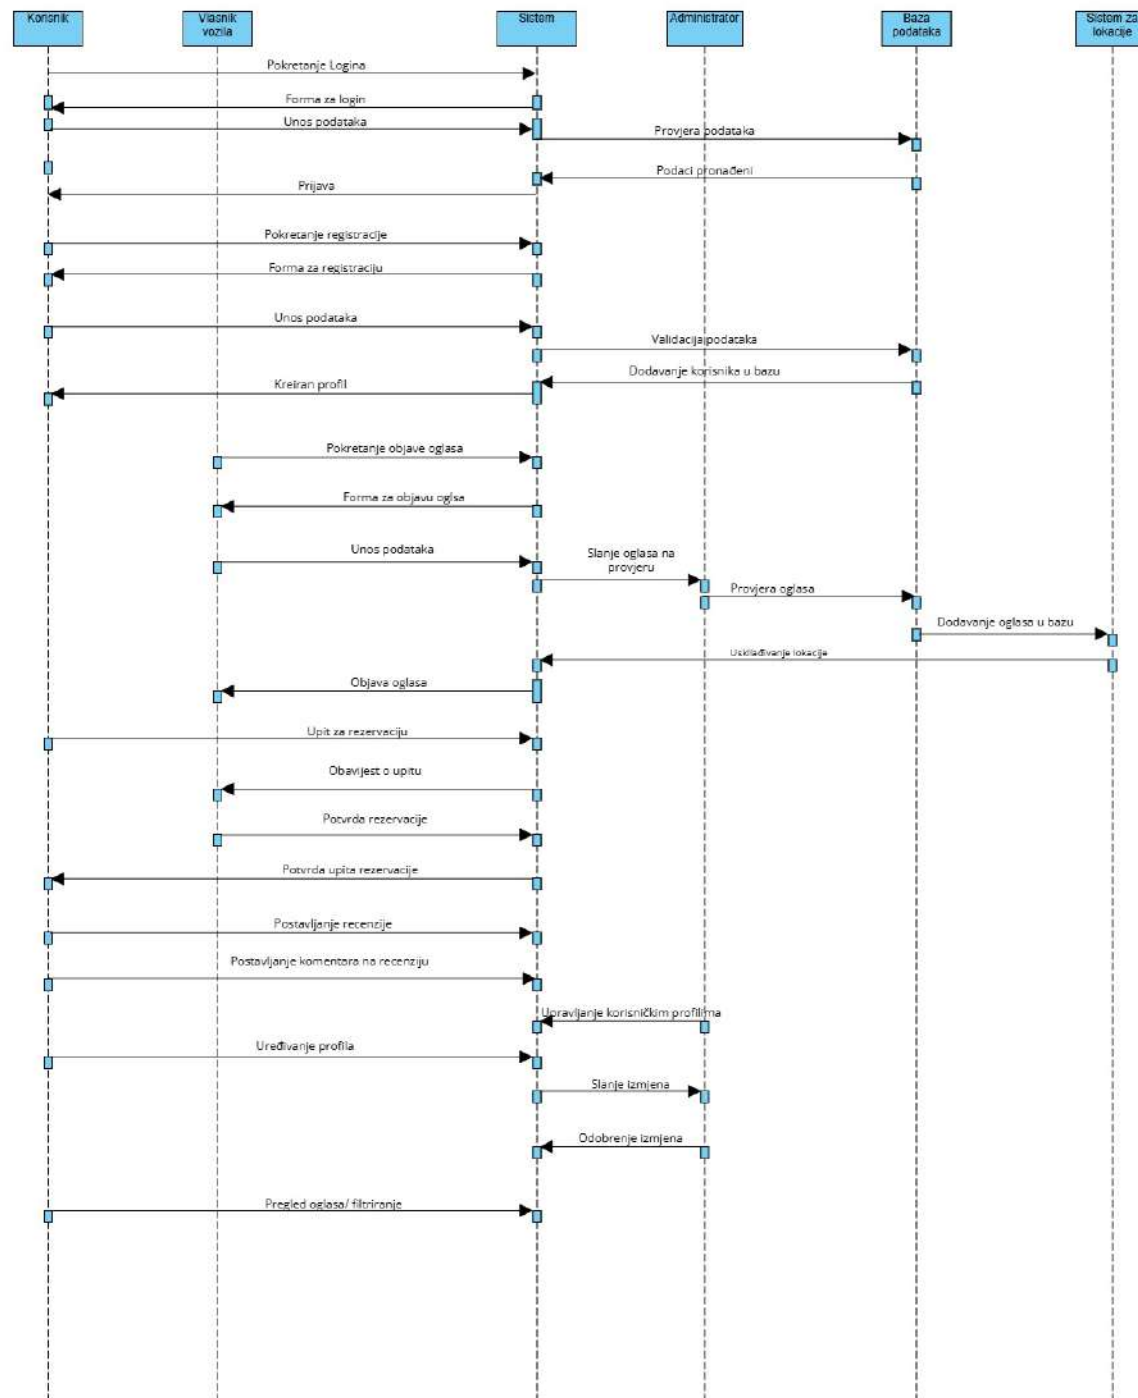 Korisnik
Vlasnik
vozila
Sistem
Administrator
Baza
podataka
Sistem za
lokacije
Pokretanje Logina
Forma za login
Unos podataka
Provjera podataka
Podaci pronađeni
Prijava
Pokretanje registracije
Forma za registraciju
Unos podataka
Validacija podataka
Dodavanje korisnika u bazu
Kreiran profil
Pokretanje objave oglasa
Forma za objavu oglsa
Unos podataka
Slanje oglasa na
provjeru
Provjera oglasa
Dodavanje oglasa u bazu
Usklađivanje lokacije
Objava oglasa
Upit za rezervaciju
Obavijest o upitu
Potvrda rezervacije
Potvrda upita rezervacije
Postavljanje recenzije
Postavljanje komentara na recenziju
Upravljanje korisničkim profilima
Uređivanje profila
Slanje izmjena
Odobrenje izmjena
Pregled oglasa/ filtriranje